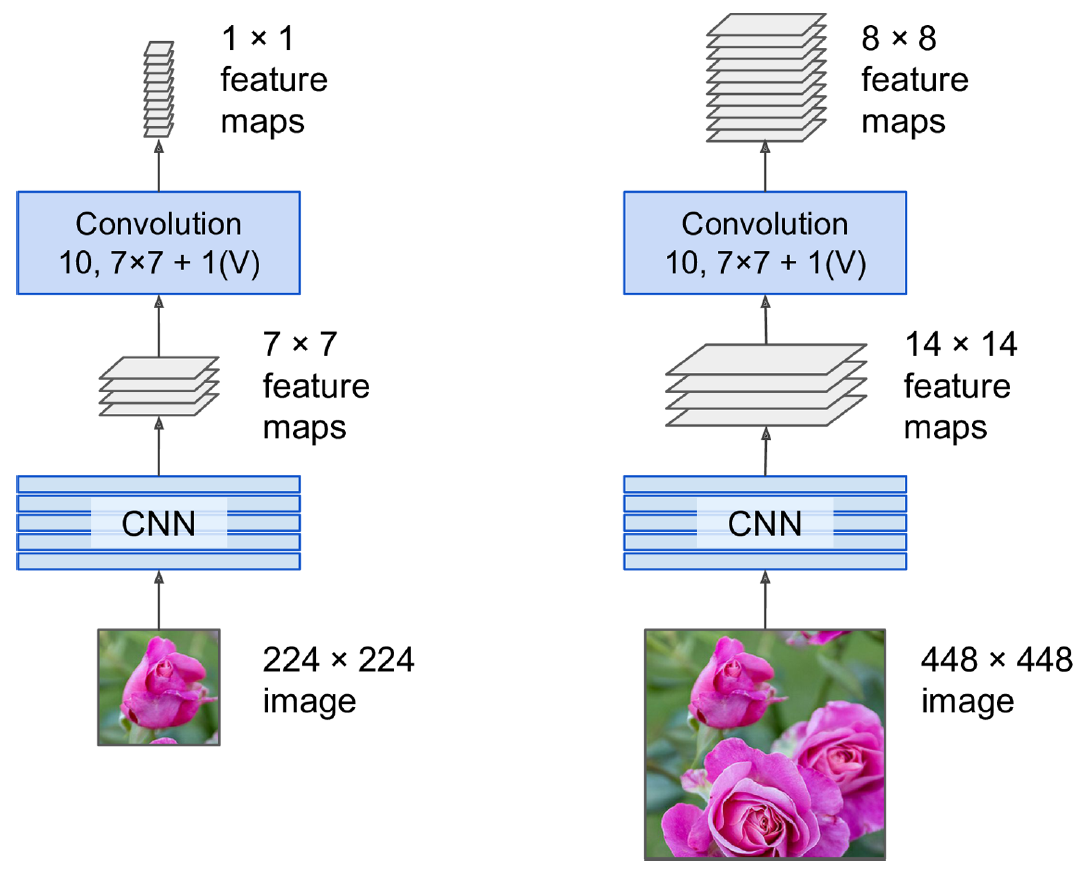 1 × 1
feature
maps
Convolution
10, 7×7 + 1(V)
7 × 7
feature
maps
CNN
224 × 224
image
8 × 8
feature
maps
Convolution
10, 7×7 + 1(V)
14 × 14
feature
maps
CNN
448 × 448
image